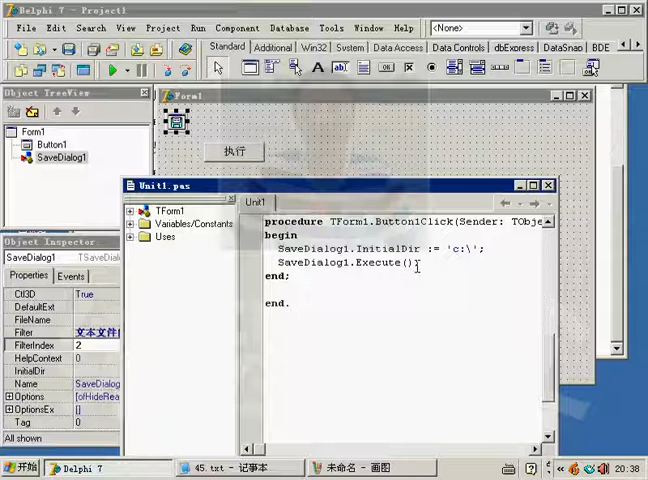 Delphi 7 - Project1
File Edit Search View Project Run Component Database Tools Window Help <None>
Standard Additional Win32 System Data Access Data Controls dbExpress DataSnap BDE
Object TreeView
Form1
Button1
SaveDialog1
Form1
执行
Unit1.pas
TForm1
Variables/Constants
Uses
Unit1
procedure TForm1.Button1Click(Sender: TObje
begin
SaveDialog1.InitialDir := 'c:\';
SaveDialog1.Execute();
end;
end.
Object Inspector
SaveDialog1
Properties Events
Ctl3D True
DefaultExt
FileName
Filter 文本文件
FilterIndex 2
HelpContext 0
InitialDir
Name SaveDialog
Options [ofHideRea
OptionsEx []
Tag 0
All shown
开始 Delphi 7 45.txt - 记事本 未命名 - 画图 20:38